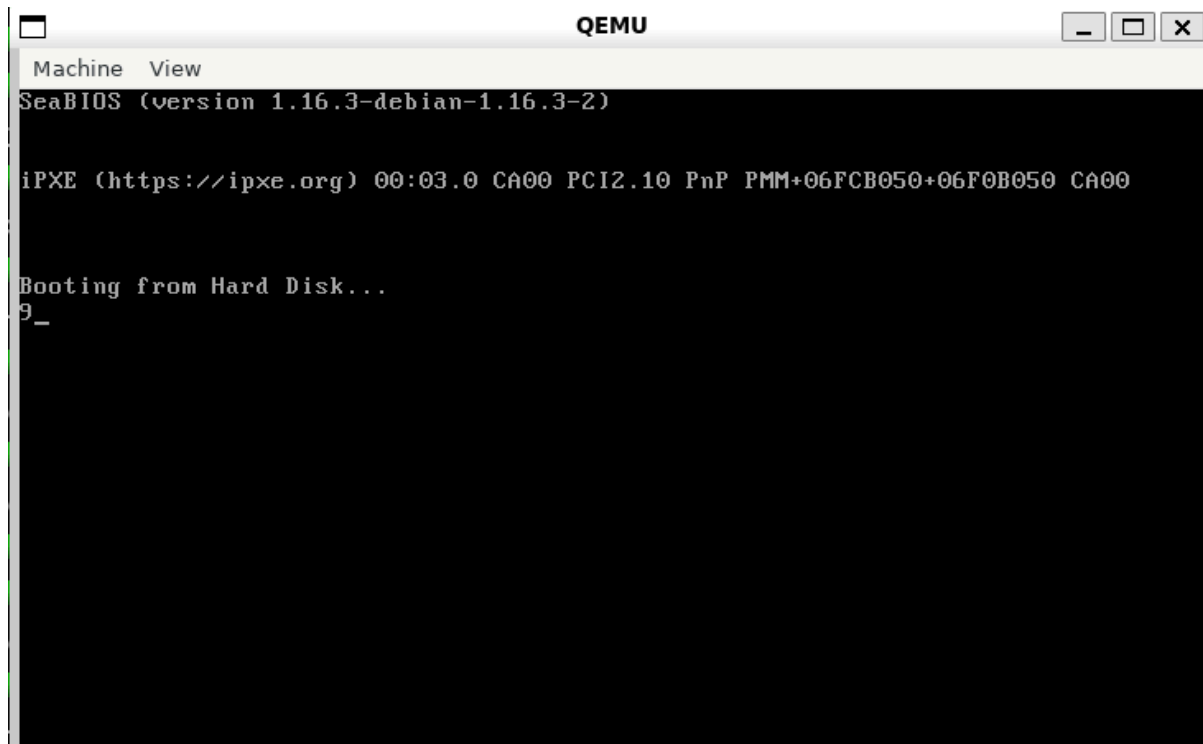 QEMU
Machine View
SeaBIOS (version 1.16.3-debian-1.16.3-2)
iPXE (https://ipxe.org) 00:03.0 CA00 PCI2.10 PnP PMM+06FCB050+06F0B050 CA00
Booting from Hard Disk...
9_